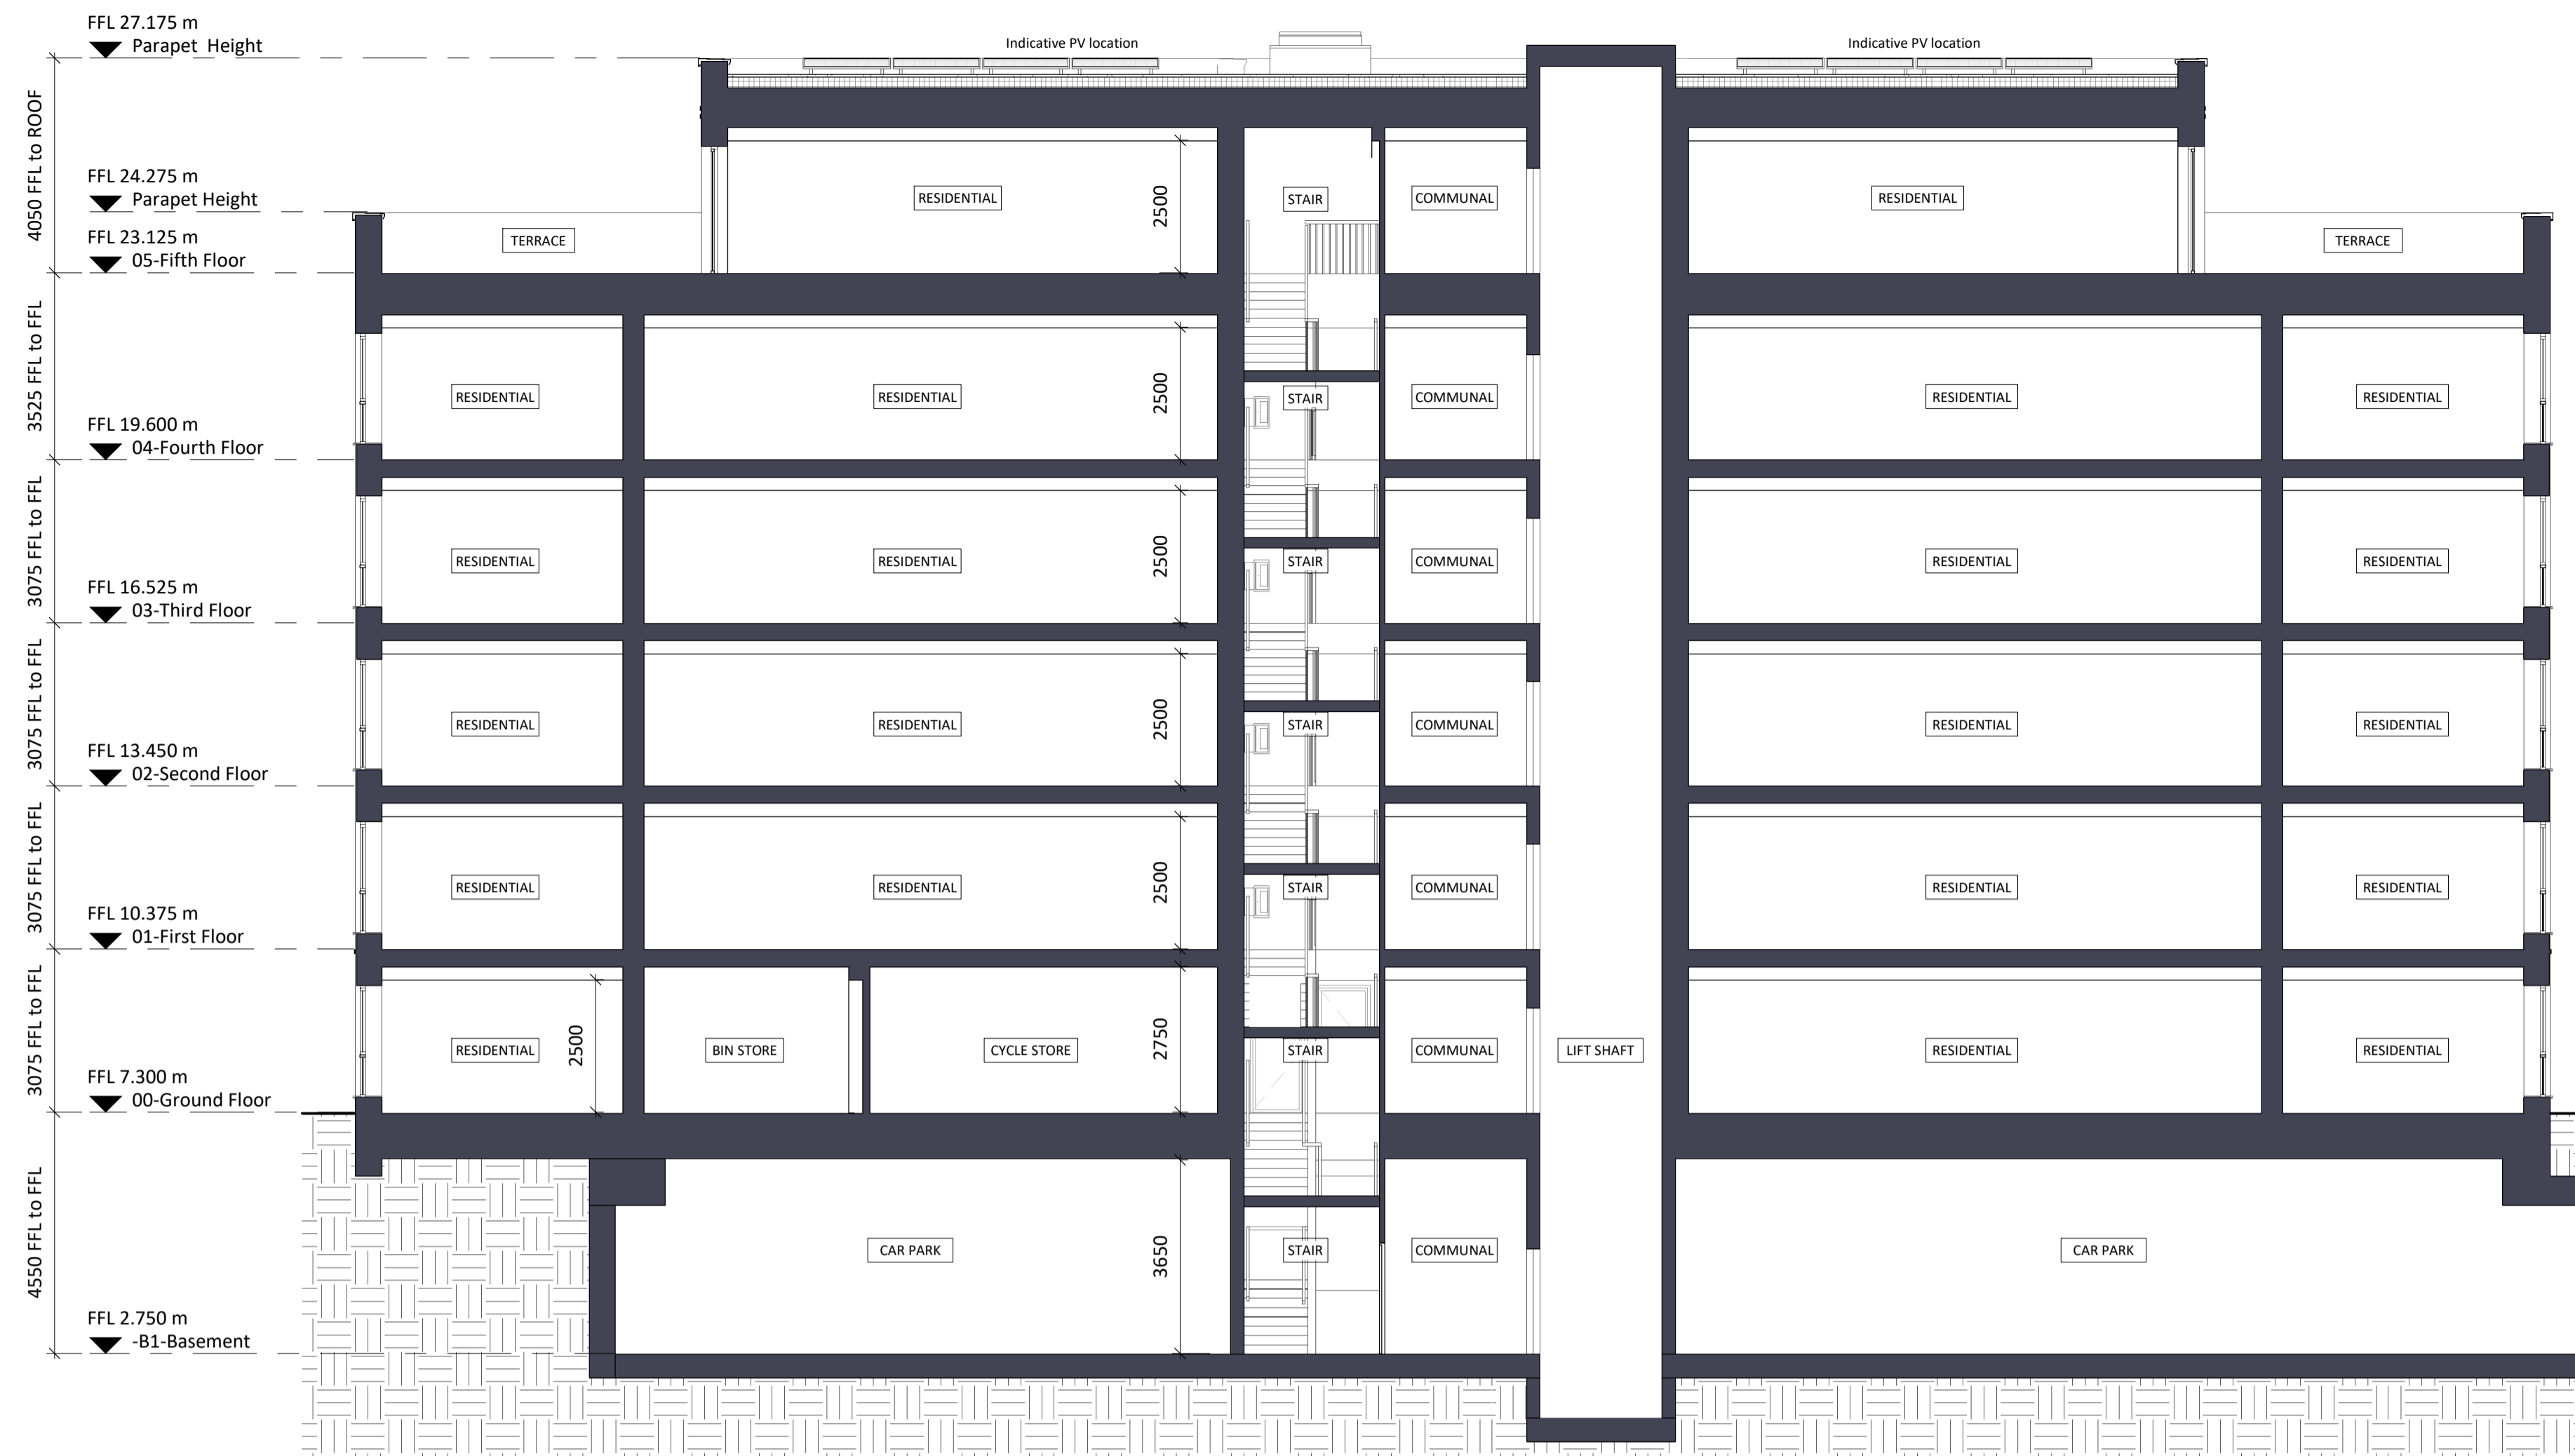 FFL 27.175 m
Parapet Height
Indicative PV location
Indicative PV location
4050 FFL to ROOF
FFL 24.275 m
Parapet Height
RESIDENTIAL
2500
STAIR
COMMUNAL
RESIDENTIAL
FFL 23.125 m
05-Fifth Floor
TERRACE
TERRACE
3525 FFL to FFL
RESIDENTIAL
RESIDENTIAL
2500
STAIR
COMMUNAL
RESIDENTIAL
RESIDENTIAL
FFL 19.600 m
04-Fourth Floor
3075 FFL to FFL
RESIDENTIAL
RESIDENTIAL
2500
STAIR
COMMUNAL
RESIDENTIAL
RESIDENTIAL
FFL 16.525 m
03-Third Floor
3075 FFL to FFL
RESIDENTIAL
RESIDENTIAL
2500
STAIR
COMMUNAL
RESIDENTIAL
RESIDENTIAL
FFL 13.450 m
02-Second Floor
3075 FFL to FFL
RESIDENTIAL
RESIDENTIAL
2500
STAIR
COMMUNAL
RESIDENTIAL
RESIDENTIAL
FFL 10.375 m
01-First Floor
3075 FFL to FFL
RESIDENTIAL
2500
BIN STORE
CYCLE STORE
2750
STAIR
COMMUNAL
LIFT SHAFT
RESIDENTIAL
RESIDENTIAL
FFL 7.300 m
00-Ground Floor
4550 FFL to FFL
CAR PARK
3650
STAIR
COMMUNAL
CAR PARK
FFL 2.750 m
-B1-Basement